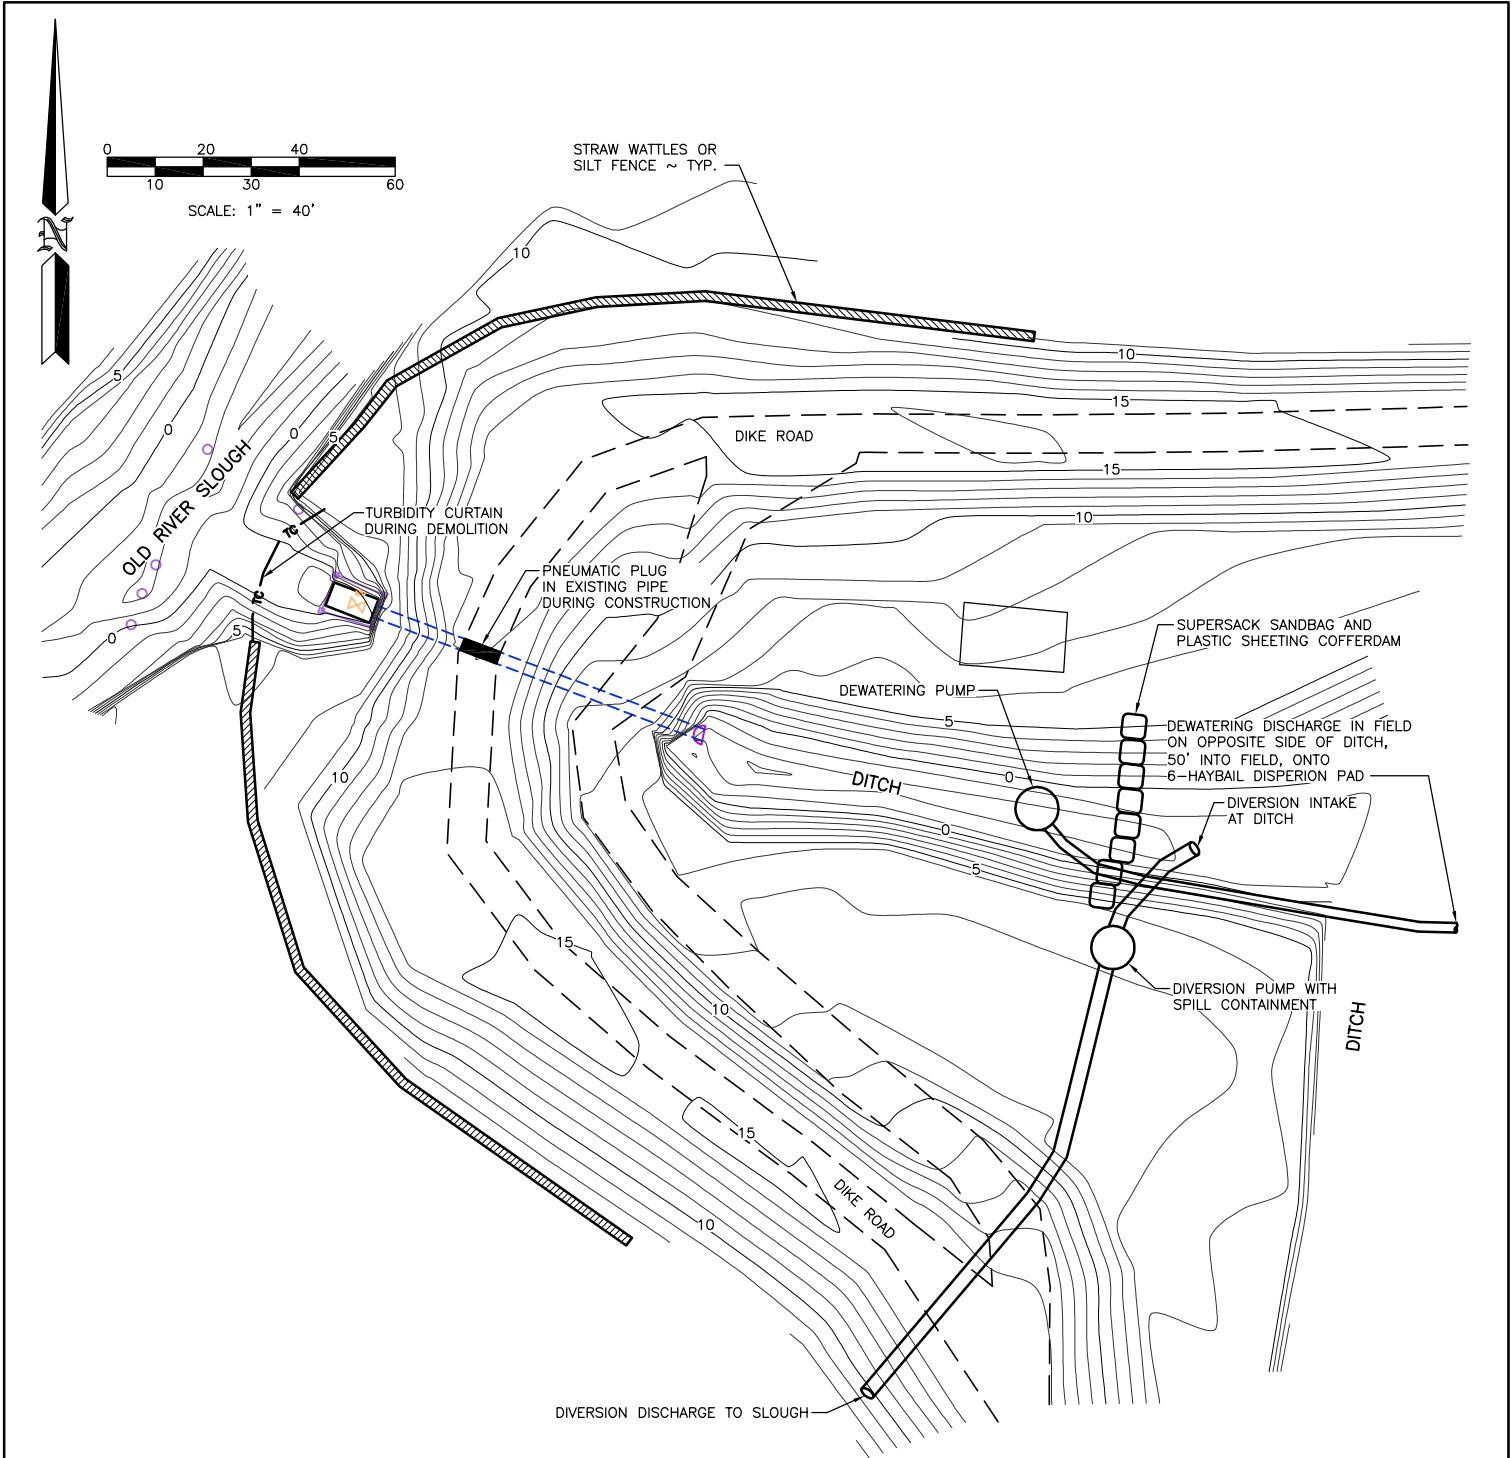 0 20 40
10 30 60
SCALE: 1" = 40'
N
STRAW WATTLES OR
SILT FENCE ~ TYP.
10
5
0
0
5
OLD RIVER SLOUGH
TURBIDITY CURTAIN
DURING DEMOLITION
TC
TC
0
5
10
15
DIKE ROAD
15
10
PNEUMATIC PLUG
IN EXISTING PIPE
DURING CONSTRUCTION
SUPERSACK SANDBAG AND
PLASTIC SHEETING COFFERDAM
DEWATERING PUMP
5
DEWATERING DISCHARGE IN FIELD
ON OPPOSITE SIDE OF DITCH,
50' INTO FIELD, ONTO
6-HAYBAIL DISPERION PAD
0
DITCH
10
DIVERSION INTAKE
AT DITCH
0
5
15
DIVERSION PUMP WITH
SPILL CONTAINMENT
10
DITCH
15
DIKE ROAD
10
DIVERSION DISCHARGE TO SLOUGH